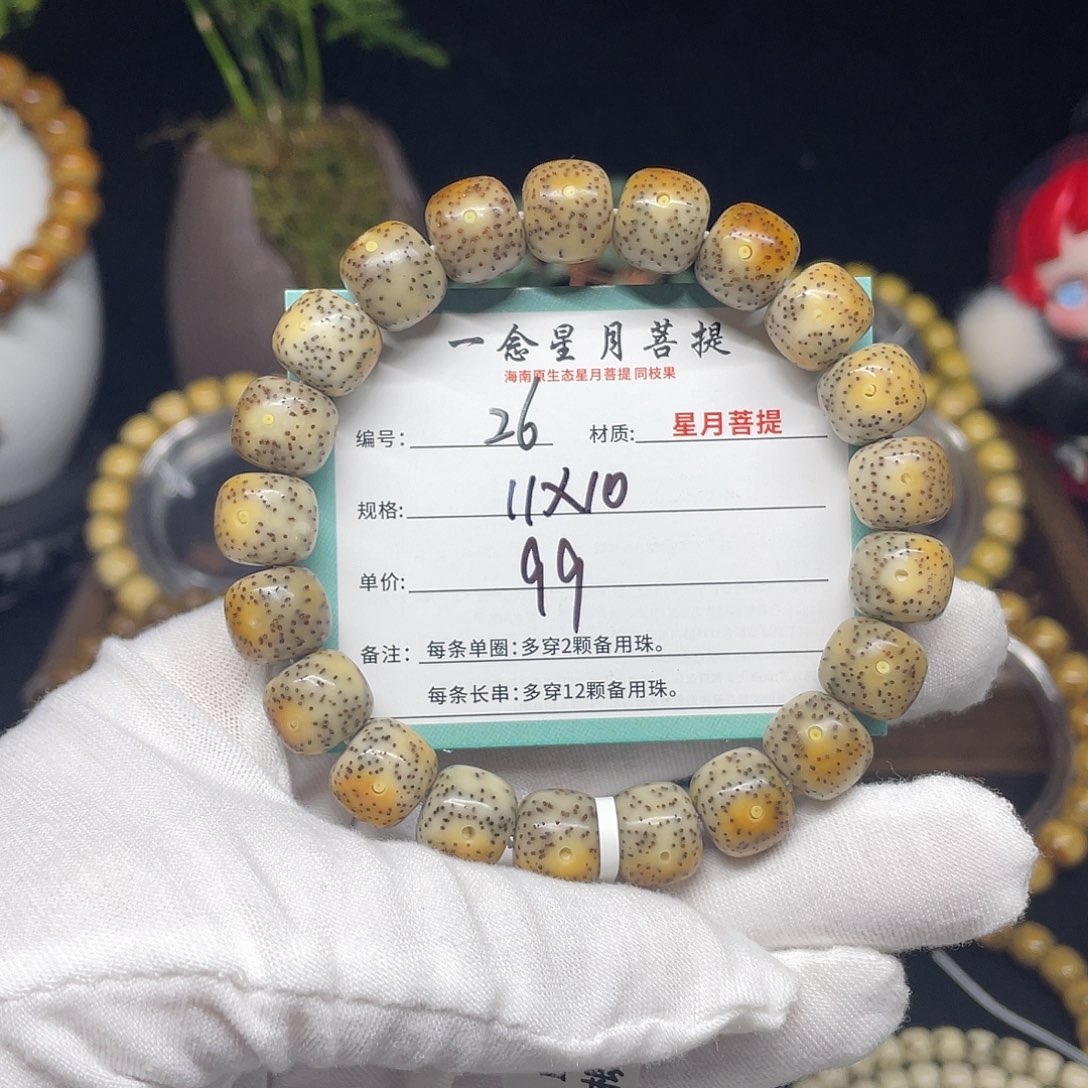 一念星月菩提
海南原生态星月菩提 同枝果
编号: 26 材质: 星月菩提
规格: 11X10
单价: 99
备注: 每条单圈:多穿2颗备用珠。
每条长串:多穿12颗备用珠。